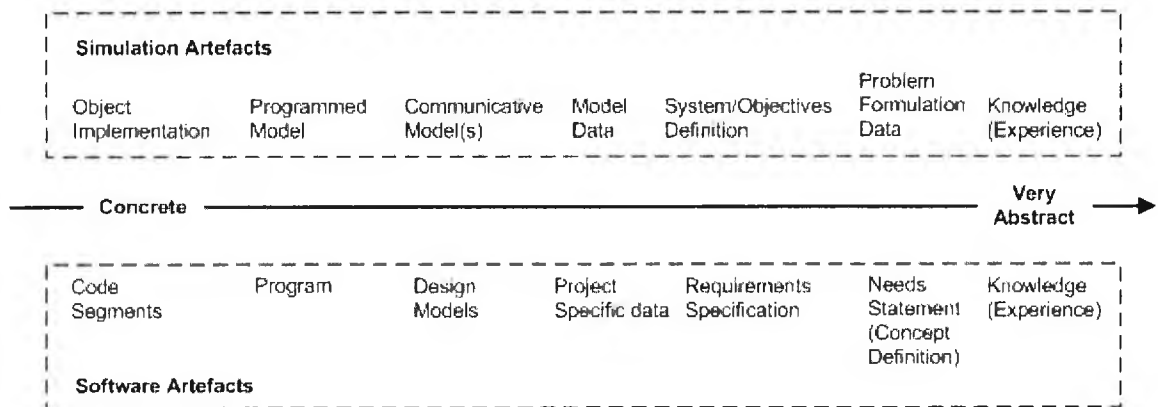 Simulation Artefacts
Object
Implementation
Programmed
Model
Communicative
Model(s)
Model
Data
System/Objectives
Definition
Problem
Formulation
Data
Knowledge
(Experience)
Concrete
Very
Abstract
Code
Segments
Program
Design
Models
Project
Specific data
Requirements
Specification
Needs
Statement
(Concept
Definition)
Knowledge
(Experience)
Software Artefacts